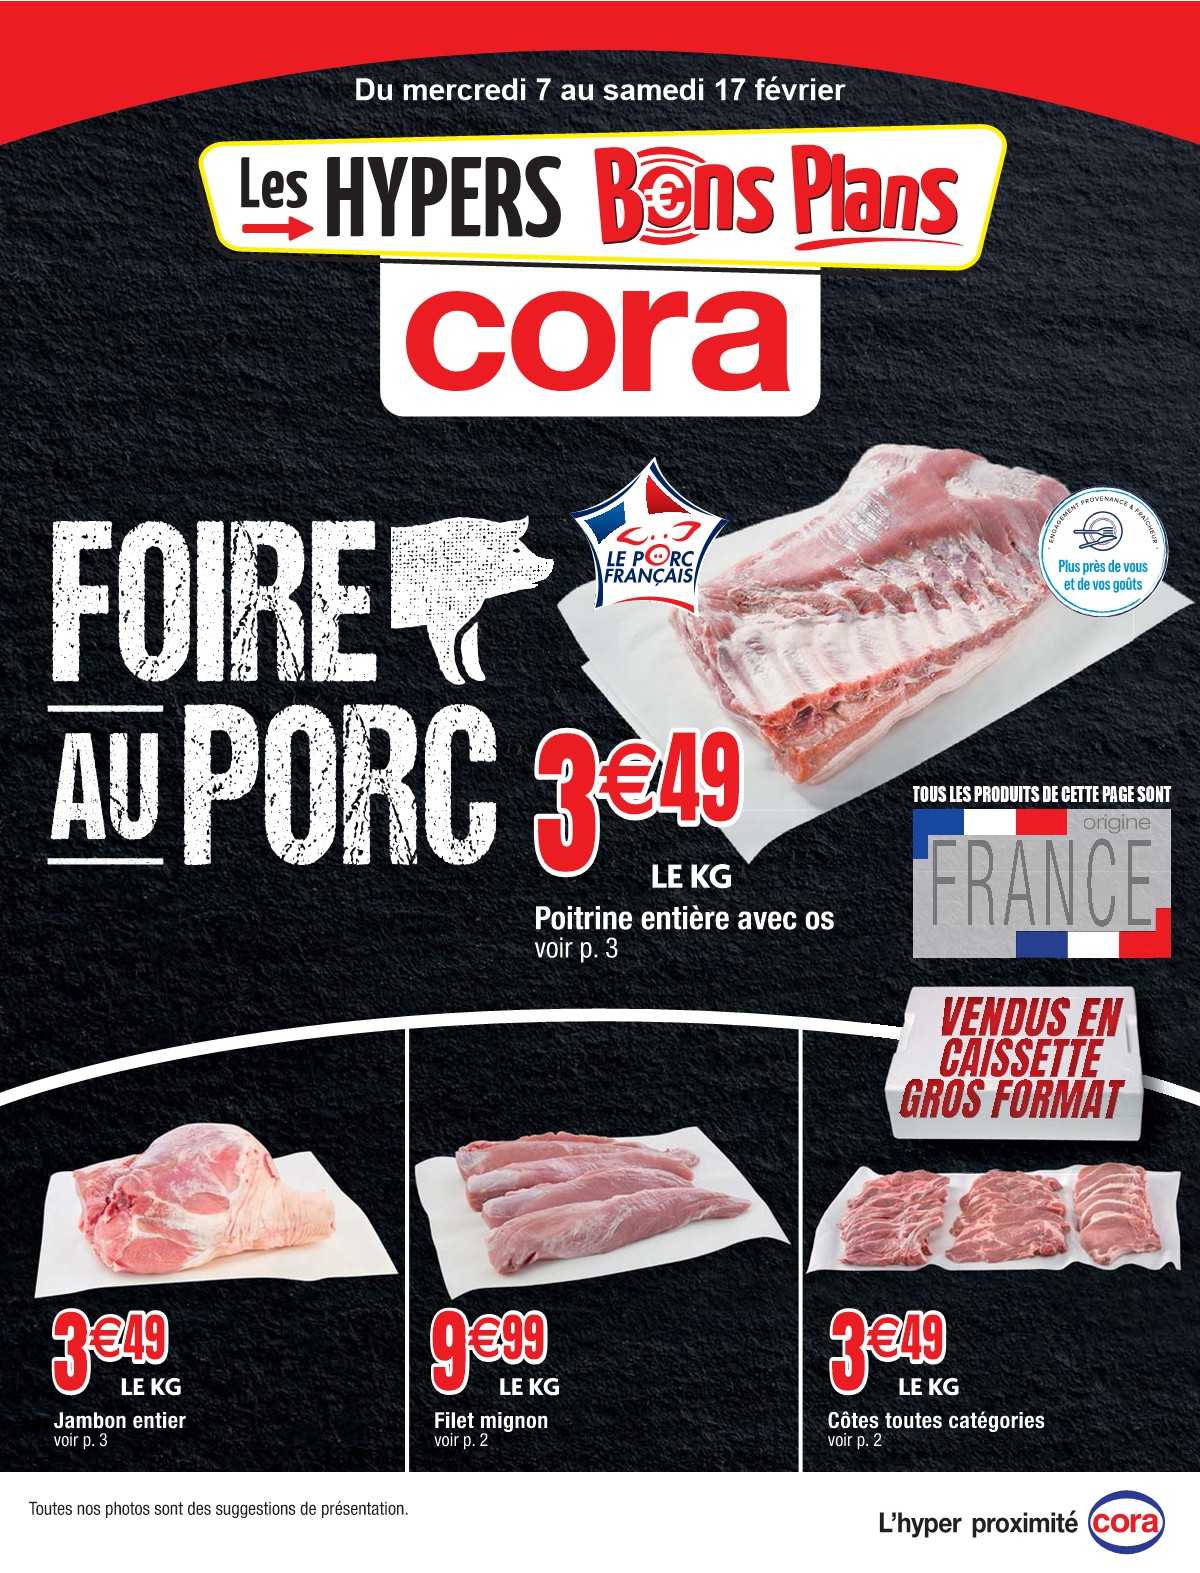 Du mercredi 7 au samedi 17 février
Les HYPERS Bons Plans
cora
FOIRE
AU PORC
LE PORC
FRANÇAIS
ENGAGEMENT PROVENANCE & FRAÎCHEUR
Plus près de vous
et de vos goûts
3€49
LE KG
Poitrine entière avec os
voir p. 3
TOUS LES PRODUITS DE CETTE PAGE SONT
origine
FRANCE
VENDUS EN
CAISSETTE
GROS FORMAT
3€49
LE KG
Jambon entier
voir p. 3
9€99
LE KG
Filet mignon
voir p. 2
3€49
LE KG
Côtes toutes catégories
voir p. 2
Toutes nos photos sont des suggestions de présentation.
L'hyper proximité cora